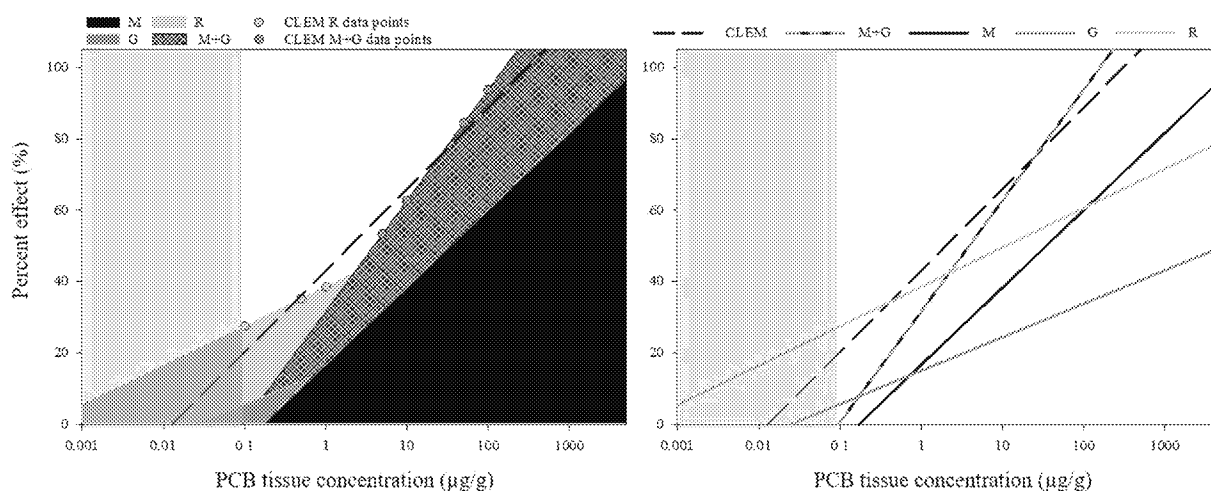 M R CLEM R data points
G M+G CLEM M+G data points
CLEM M+G M G R
Percent effect (%)
100
80
60
40
20
0
0.001 0.01 0.1 1 10 100 1000
PCB tissue concentration (µg/g)
100
80
60
40
20
0
0.001 0.01 0.1 1 10 100 1000
PCB tissue concentration (µg/g)